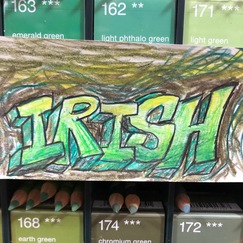 163 *** 162 ** 171 ***
emerald green light phthalo green light green
IRISH
168 *** 174 *** 172 ***
earth green chromium green